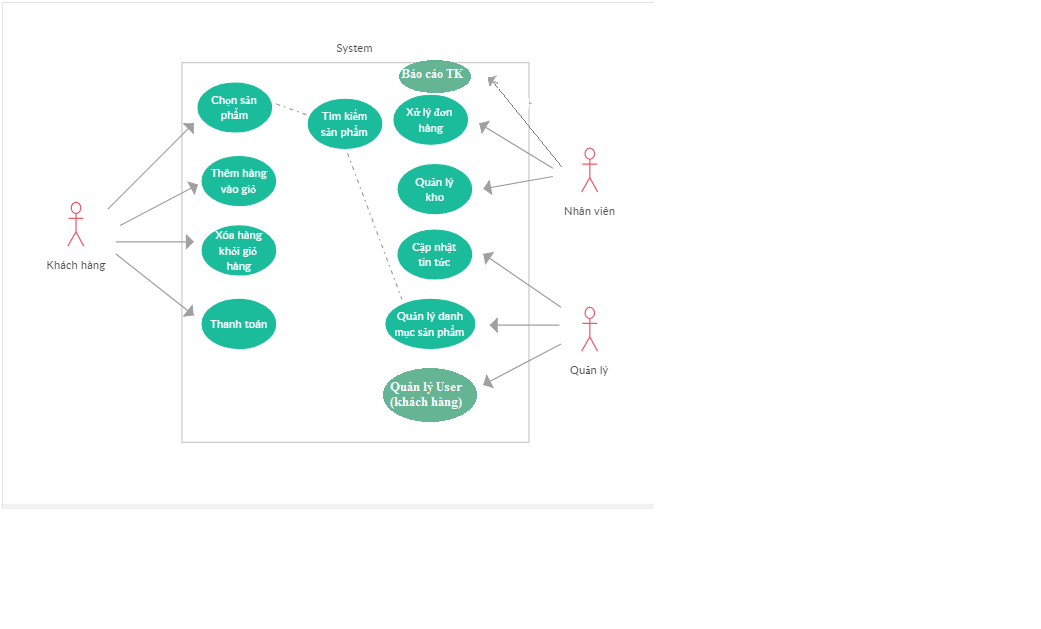 System
Báo cáo TK
Chọn sản
phẩm
Tìm kiếm
sản phẩm
Xử lý đơn
hàng
Thêm hàng
vào giỏ
Quản lý
kho
Nhân viên
Xóa hàng
khỏi giỏ
hàng
Cập nhật
tin tức
Khách hàng
Thanh toán
Quản lý danh
mục sản phẩm
Quản lý
Quản lý User
(khách hàng)